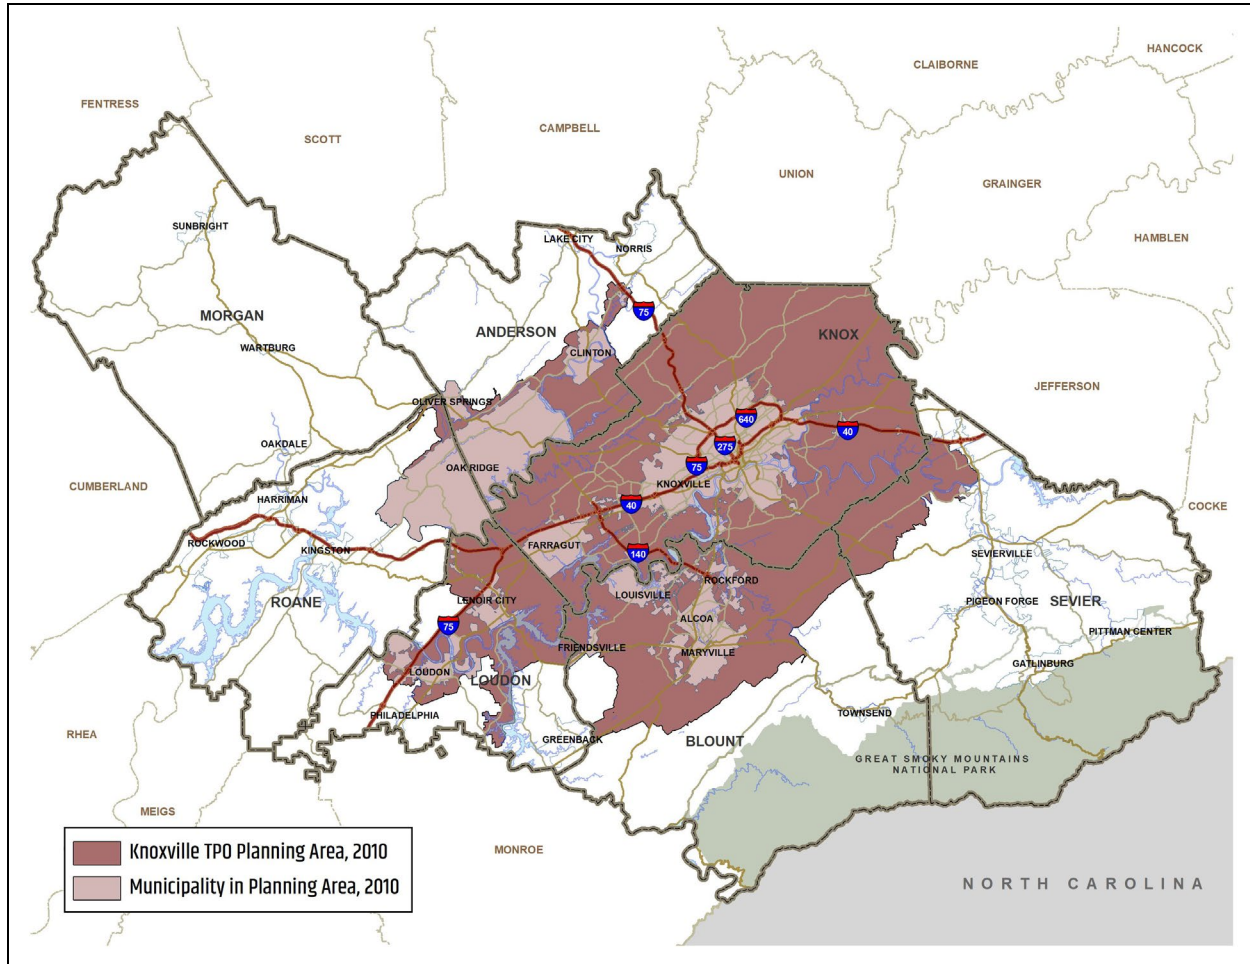 HANCOCK
CLAIBORNE
FENTRESS
CAMPBELL
SCOTT
UNION
GRAINGER
SUNBRIGHT
LAKE CITY
NORRIS
HAMBLEN
75
MORGAN
ANDERSON
KNOX
WARTBURG
CLINTON
JEFFERSON
OLIVER SPRINGS
640
40
OAKDALE
275
OAK RIDGE
75
CUMBERLAND
KNOXVILLE
HARRIMAN
40
COCKE
ROCKWOOD
KINGSTON
FARRAGUT
140
SEVIERVILLE
ROCKFORD
LOUISVILLE
ROANE
LENOIR CITY
PIGEON FORGE
SEVIER
ALCOA
75
PITTMAN CENTER
FRIENDSVILLE
MARYVILLE
GATLINBURG
LOUDON
LOUDON
PHILADELPHIA
TOWNSEND
RHEA
GREENBACK
BLOUNT
GREAT SMOKY MOUNTAINS
NATIONAL PARK
MEIGS
MONROE
Knoxville TPO Planning Area, 2010
Municipality in Planning Area, 2010
NORTH CAROLINA